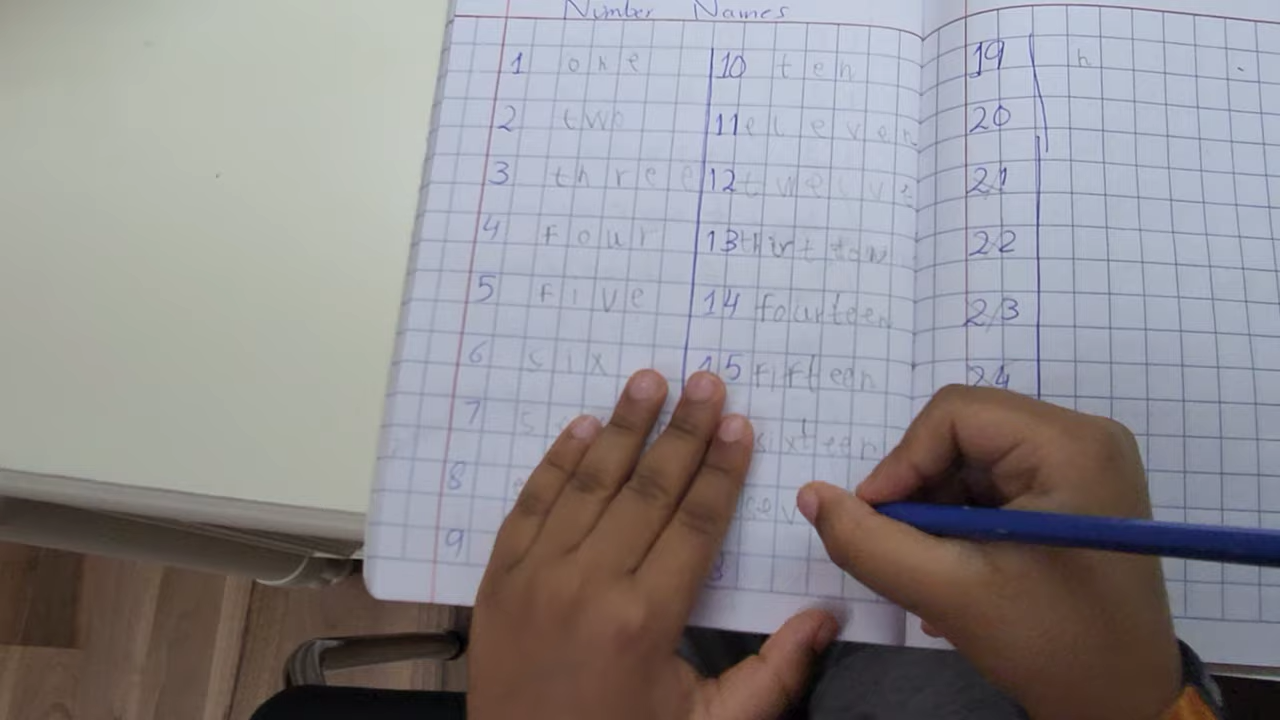 Number Names
1 one
2 two
3 three
4 four
5 five
6 six
7 s
8
9
10 ten
11 eleven
12 twelve
13
14 fourteen
15 fifteen
sixteen
sev
19 n
20
21
22
23
24